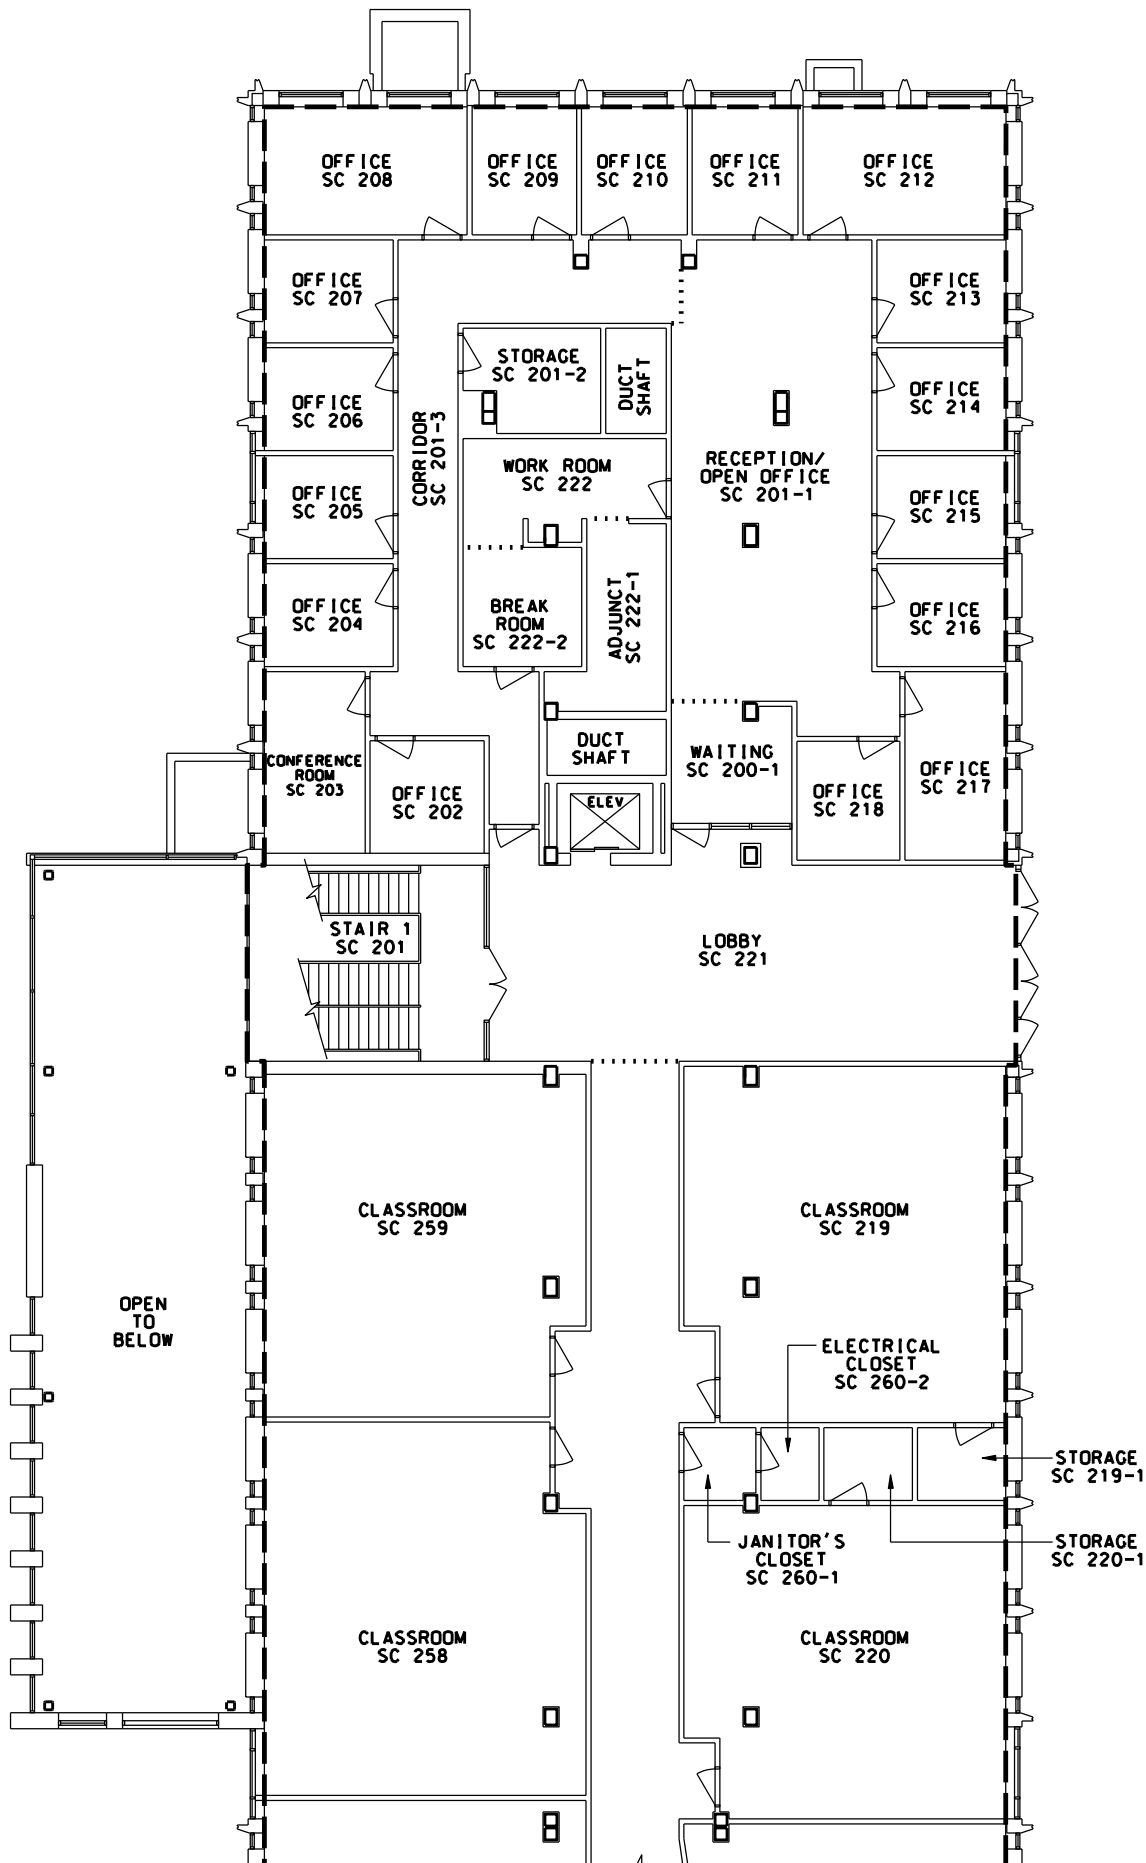 OFFICE
SC 208
OFFICE
SC 209
OFFICE
SC 210
OFFICE
SC 211
OFFICE
SC 212
OFFICE
SC 207
OFFICE
SC 213
STORAGE
SC 201-2
DUCT
SHAFT
OFFICE
SC 206
OFFICE
SC 214
CORRIDOR
SC 201-3
WORK ROOM
SC 222
RECEPTION/
OPEN OFFICE
SC 201-1
OFFICE
SC 205
OFFICE
SC 215
OFFICE
SC 204
BREAK
ROOM
SC 222-2
ADJUNCT
SC 222-1
OFFICE
SC 216
CONFERENCE
ROOM
SC 203
OFFICE
SC 202
DUCT
SHAFT
ELEV
WAITING
SC 200-1
OFFICE
SC 218
OFFICE
SC 217
STAIR 1
SC 201
LOBBY
SC 221
CLASSROOM
SC 259
CLASSROOM
SC 219
OPEN
TO
BELOW
ELECTRICAL
CLOSET
SC 260-2
STORAGE
SC 219-1
JANITOR'S
CLOSET
SC 260-1
STORAGE
SC 220-1
CLASSROOM
SC 258
CLASSROOM
SC 220